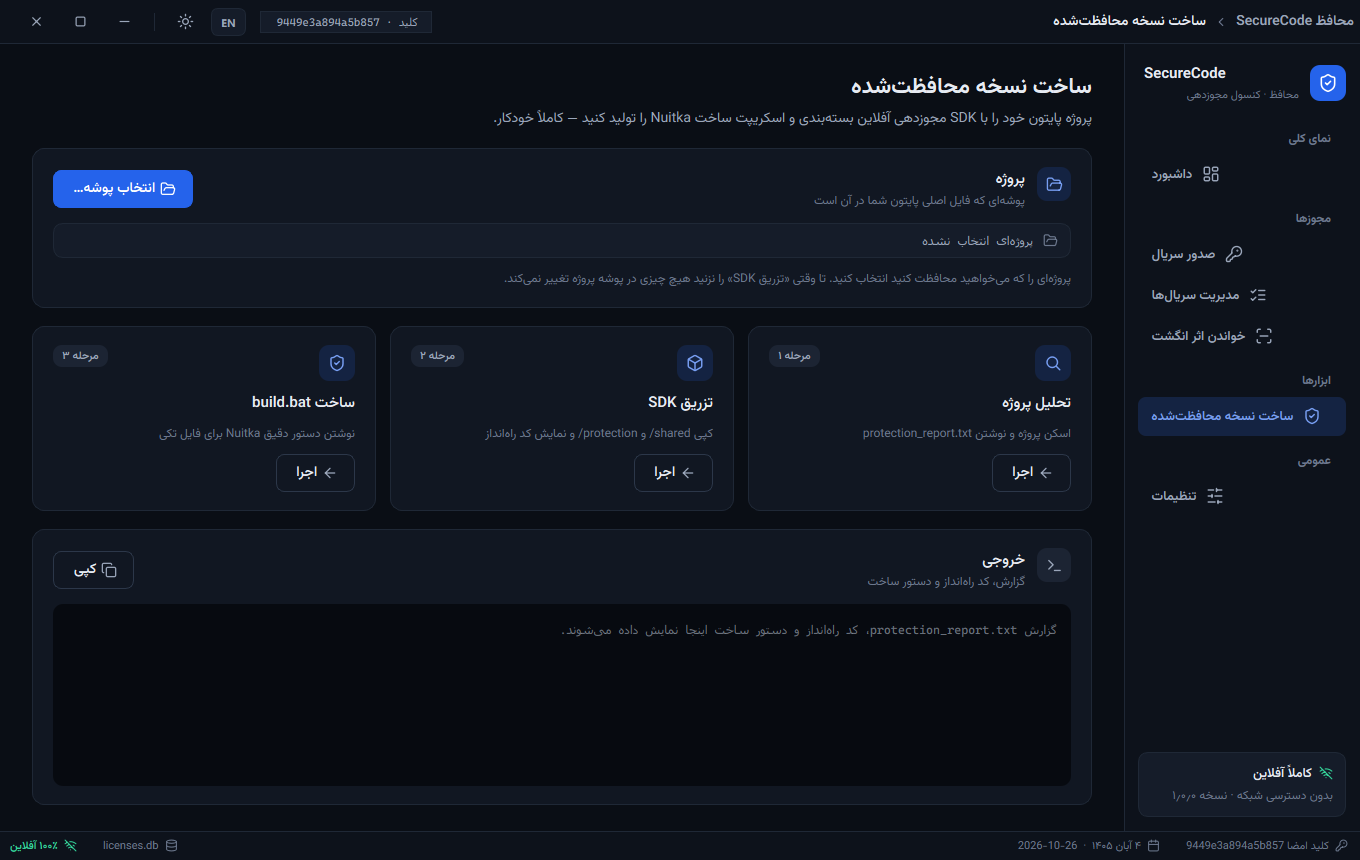 محافظ SecureCode › ساخت نسخه محافظت‌شده
کلید · 9449e3a894a5b857
EN
SecureCode
محافظ · کنسول مجوزدهی
نمای کلی
داشبورد
مجوزها
صدور سریال
مدیریت سریال‌ها
خواندن اثر انگشت
ابزارها
ساخت نسخه محافظت‌شده
عمومی
تنظیمات
کاملاً آفلاین
بدون دسترسی شبکه · نسخه ۱٫۰٫۰
ساخت نسخه محافظت‌شده
پروژه پایتون خود را با SDK مجوزدهی آفلاین بسته‌بندی و اسکریپت ساخت Nuitka را تولید کنید — کاملاً خودکار.
پروژه
پوشه‌ای که فایل اصلی پایتون شما در آن است
انتخاب پوشه...
پروژه‌ای انتخاب نشده
پروژه‌ای را که می‌خواهید محافظت کنید انتخاب کنید. تا وقتی «تزریق SDK» را نزنید هیچ چیزی در پوشه پروژه تغییر نمی‌کند.
مرحله ۱
تحلیل پروژه
اسکن پروژه و نوشتن protection_report.txt
اجرا
مرحله ۲
تزریق SDK
کپی shared/ و protection/ و نمایش کد راه‌انداز
اجرا
مرحله ۳
ساخت build.bat
نوشتن دستور دقیق Nuitka برای فایل تکی
اجرا
خروجی
گزارش، کد راه‌انداز و دستور ساخت
کپی
گزارش protection_report.txt، کد راه‌انداز و دستور ساخت اینجا نمایش داده می‌شوند.
کلید امضا 9449e3a894a5b857
۴ آبان ۱۴۰۵ · 2026-10-26
licenses.db
۱۰۰٪ آفلاین